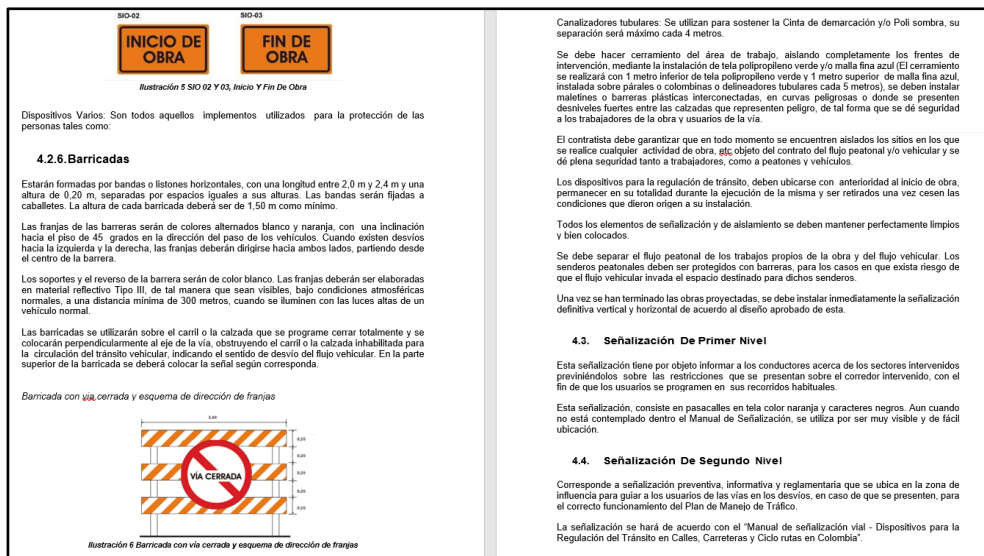 SIO-02 SIO-03
INICIO DE OBRA FIN DE OBRA
Ilustración 5 SIO 02 Y 03, Inicio Y Fin De Obra
Dispositivos Varios: Son todos aquellos implementos utilizados para la protección de las
personas tales como:
4.2.6. Barricadas
Estarán formadas por bandas o listones horizontales, con una longitud entre 2,0 m y 2,4 m y una
altura de 0,20 m, separadas por espacios iguales a sus alturas. Las bandas serán fijadas a
caballetes. La altura de cada barricada deberá ser de 1,50 m como mínimo.
Las franjas de las barreras serán de colores alternados blanco y naranja, con una inclinación
hacia el piso de 45 grados en la dirección del paso de los vehículos. Cuando existen desvíos
hacia la izquierda y la derecha, las franjas deberán dirigirse hacia ambos lados, partiendo desde
el centro de la barrera.
Los soportes y el reverso de la barrera serán de color blanco. Las franjas deberán ser elaboradas
en material reflectivo Tipo III, de tal manera que sean visibles, bajo condiciones atmosféricas
normales, a una distancia mínima de 300 metros, cuando se iluminen con las luces altas de un
vehículo normal.
Las barricadas se utilizarán sobre el carril o la calzada que se programe cerrar totalmente y se
colocarán perpendicularmente al eje de la vía, obstruyendo el carril o la calzada inhabilitada para
la circulación del tránsito vehicular, indicando el sentido de desvío del flujo vehicular. En la parte
superior de la barricada se deberá colocar la señal según corresponda.
Barricada con via cerrada y esquema de dirección de franjas
VÍA CERRADA
0,20
0,20
0,20
0,20
Ilustración 6 Barricada con vía cerrada y esquema de dirección de franjas
Canalizadores tubulares: Se utilizan para sostener la Cinta de demarcación y/o Poli sombra, su
separación será máximo cada 4 metros.
Se debe hacer cerramiento del área de trabajo, aislando completamente los frentes de
intervención, mediante la instalación de tela polipropileno verde y/o malla fina azul (El cerramiento
se realizará con 1 metro inferior de tela polipropileno verde y 1 metro superior de malla fina azul,
instalada sobre párales o colombinas o delineadores tubulares cada 5 metros), se deben instalar
maletines o barreras plásticas interconectadas, en curvas peligrosas o donde se presenten
desniveles fuertes entre las calzadas que representen peligro, de tal forma que se dé seguridad
a los trabajadores de la obra y usuarios de la vía.
El contratista debe garantizar que en todo momento se encuentren aislados los sitios en los que
se realice cualquier actividad de obra, etc objeto del contrato del flujo peatonal y/o vehicular y se
dé plena seguridad tanto a trabajadores, como a peatones y vehículos.
Los dispositivos para la regulación de tránsito, deben ubicarse con anterioridad al inicio de obra,
permanecer en su totalidad durante la ejecución de la misma y ser retirados una vez cesen las
condiciones que dieron origen a su instalación.
Todos los elementos de señalización y de aislamiento se deben mantener perfectamente limpios
y bien colocados.
Se debe separar el flujo peatonal de los trabajos propios de la obra y del flujo vehicular. Los
senderos peatonales deben ser protegidos con barreras, para los casos en que exista riesgo de
que el flujo vehicular invada el espacio destinado para dichos senderos.
Una vez se han terminado las obras proyectadas, se debe instalar inmediatamente la señalización
definitiva vertical y horizontal de acuerdo al diseño aprobado de esta.
4.3. Señalización De Primer Nivel
Esta señalización tiene por objeto informar a los conductores acerca de los sectores intervenidos
previniéndolos sobre las restricciones que se presentan sobre el corredor intervenido, con el
fin de que los usuarios se programen en sus recorridos habituales.
Esta señalización, consiste en pasacalles en tela color naranja y caracteres negros. Aun cuando
no está contemplado dentro del Manual de Señalización, se utiliza por ser muy visible y de fácil
ubicación.
4.4. Señalización De Segundo Nivel
Corresponde a señalización preventiva, informativa y reglamentaria que se ubica en la zona de
influencia para guiar a los usuarios de las vías en los desvíos, en caso de que se presenten, para
el correcto funcionamiento del Plan de Manejo de Tráfico.
La señalización se hará de acuerdo con el “Manual de señalización vial - Dispositivos para la
Regulación del Tránsito en Calles, Carreteras y Ciclo rutas en Colombia”.